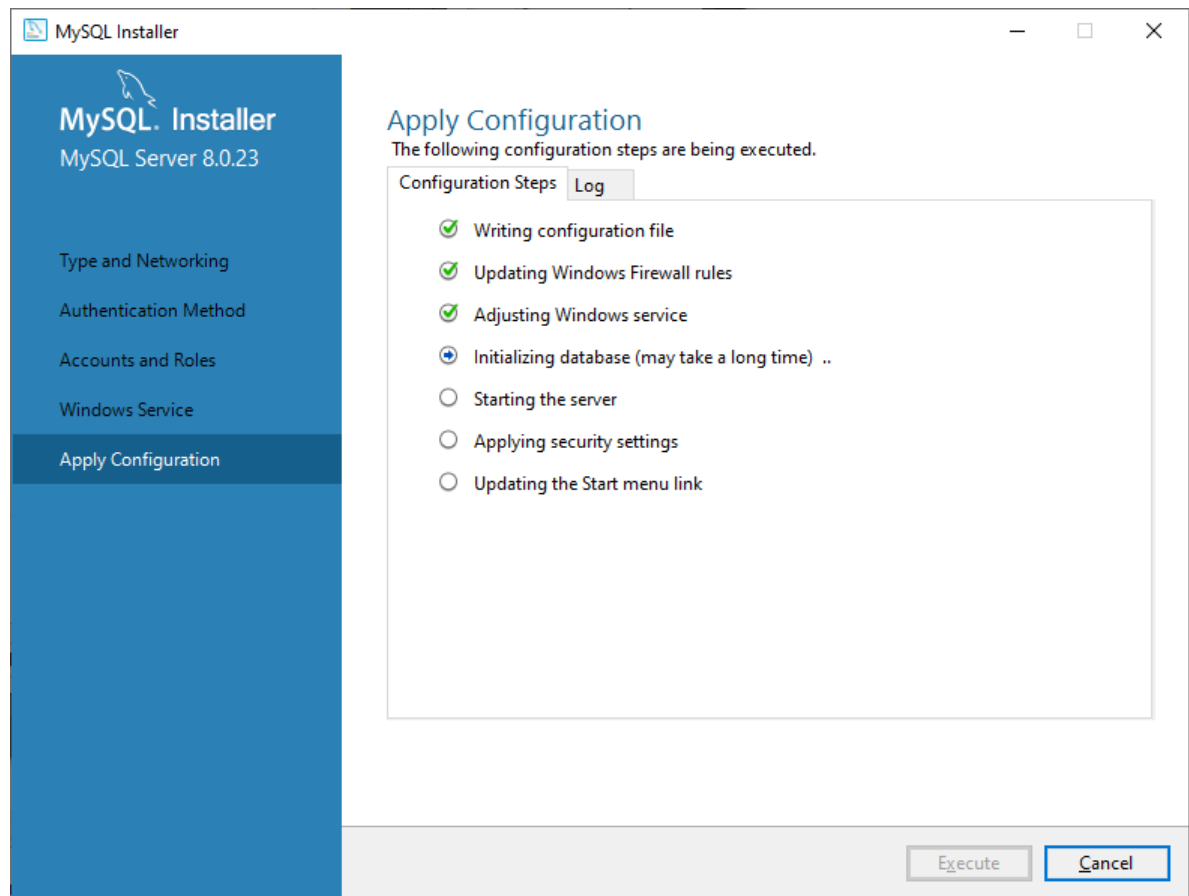 MySQL Installer
MySQL. Installer
MySQL Server 8.0.23
Type and Networking
Authentication Method
Accounts and Roles
Windows Service
Apply Configuration
Apply Configuration
The following configuration steps are being executed.
Configuration Steps Log
Writing configuration file
Updating Windows Firewall rules
Adjusting Windows service
Initializing database (may take a long time) ..
Starting the server
Applying security settings
Updating the Start menu link
Execute Cancel